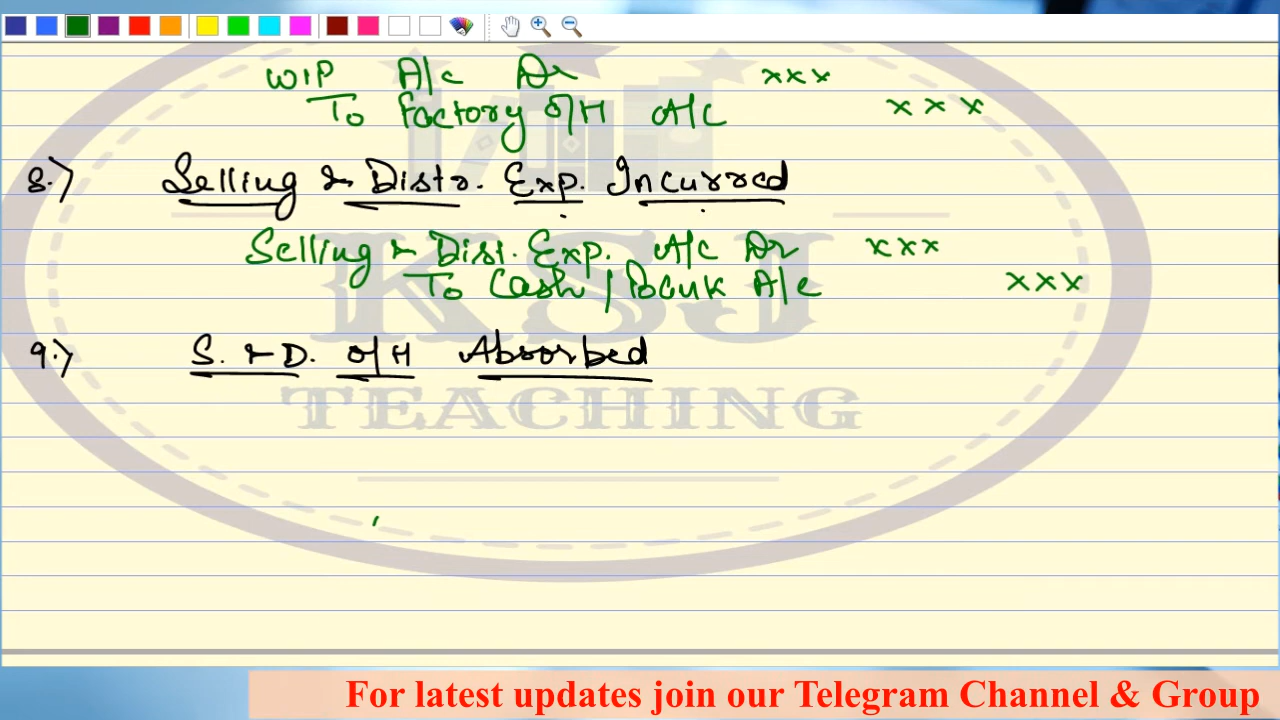 WIP A/c Dr xxx
To Factory O/H A/C xxx
8.) Selling & Distr. Exp. Incurred
Selling & Dist. Exp. A/c Dr xxx
To Cash / Bank A/c xxx
9.) S. & D. O/H Absorbed
KSJ
TEACHING
For latest updates join our Telegram Channel & Group